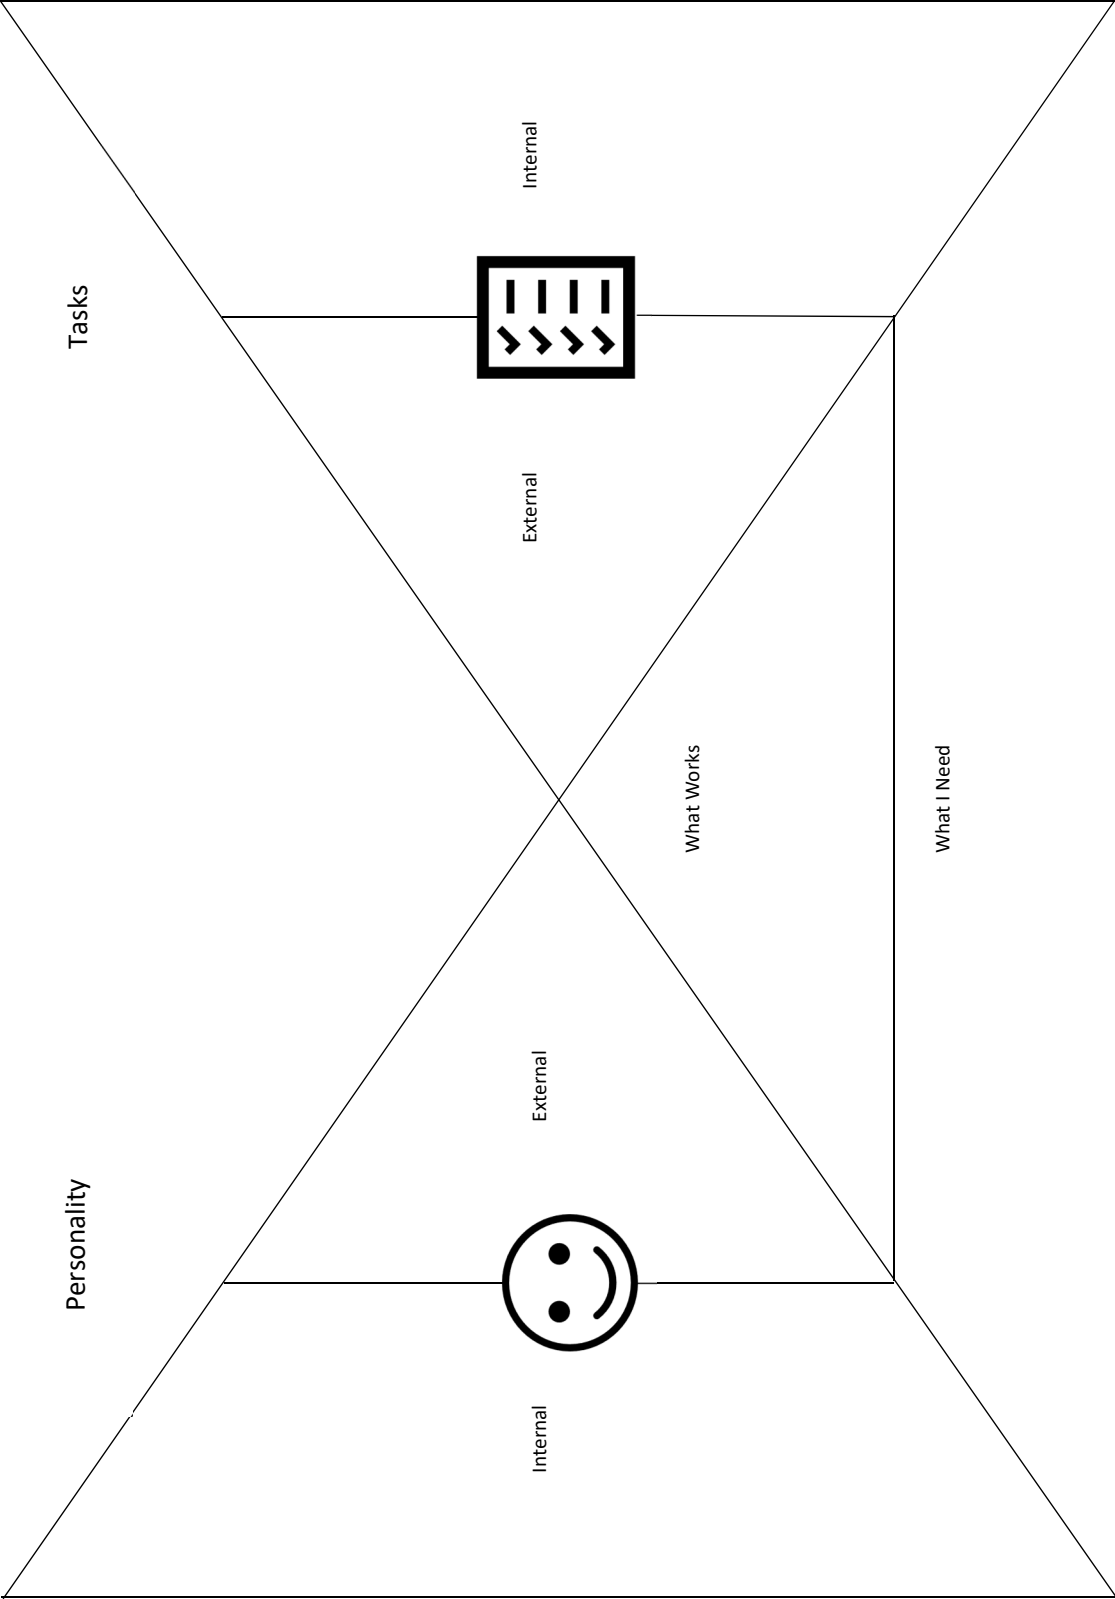 Personality
Tasks
Internal
External
External
Internal
What Works
What I Need